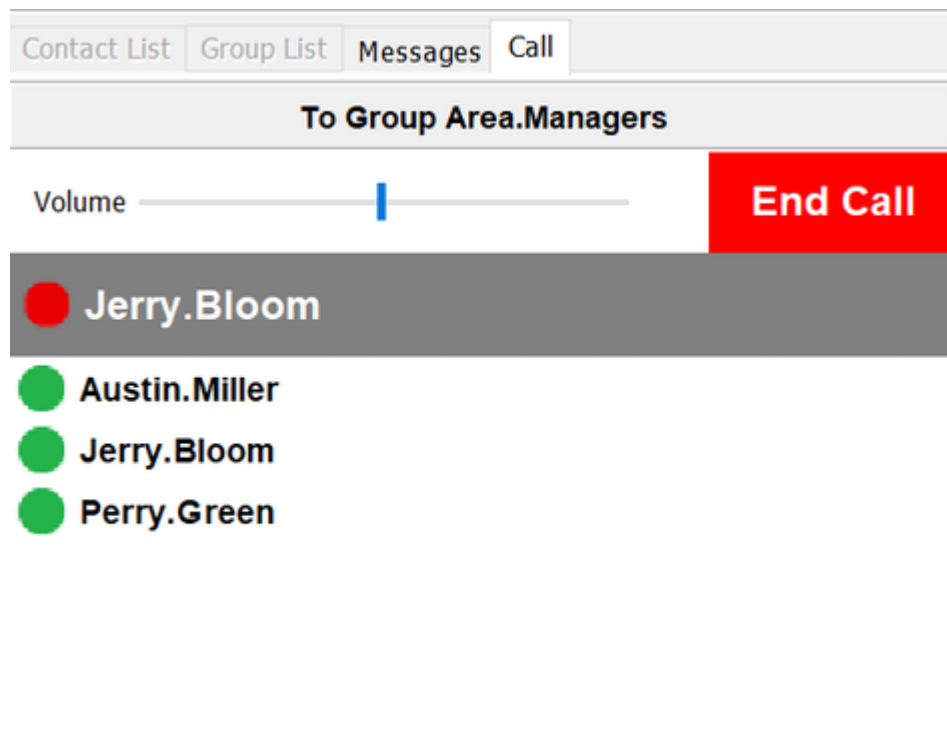 Contact List Group List Messages Call
To Group Area.Managers
Volume End Call
Jerry.Bloom
Austin.Miller
Jerry.Bloom
Perry.Green